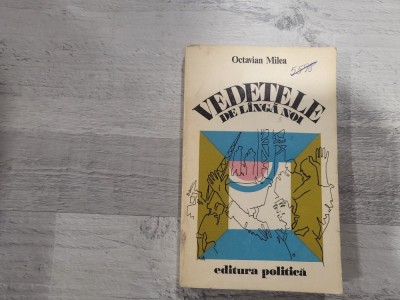 Octavian Milea
VEDETELE
DE LÎNGĂ NOI
editura politică